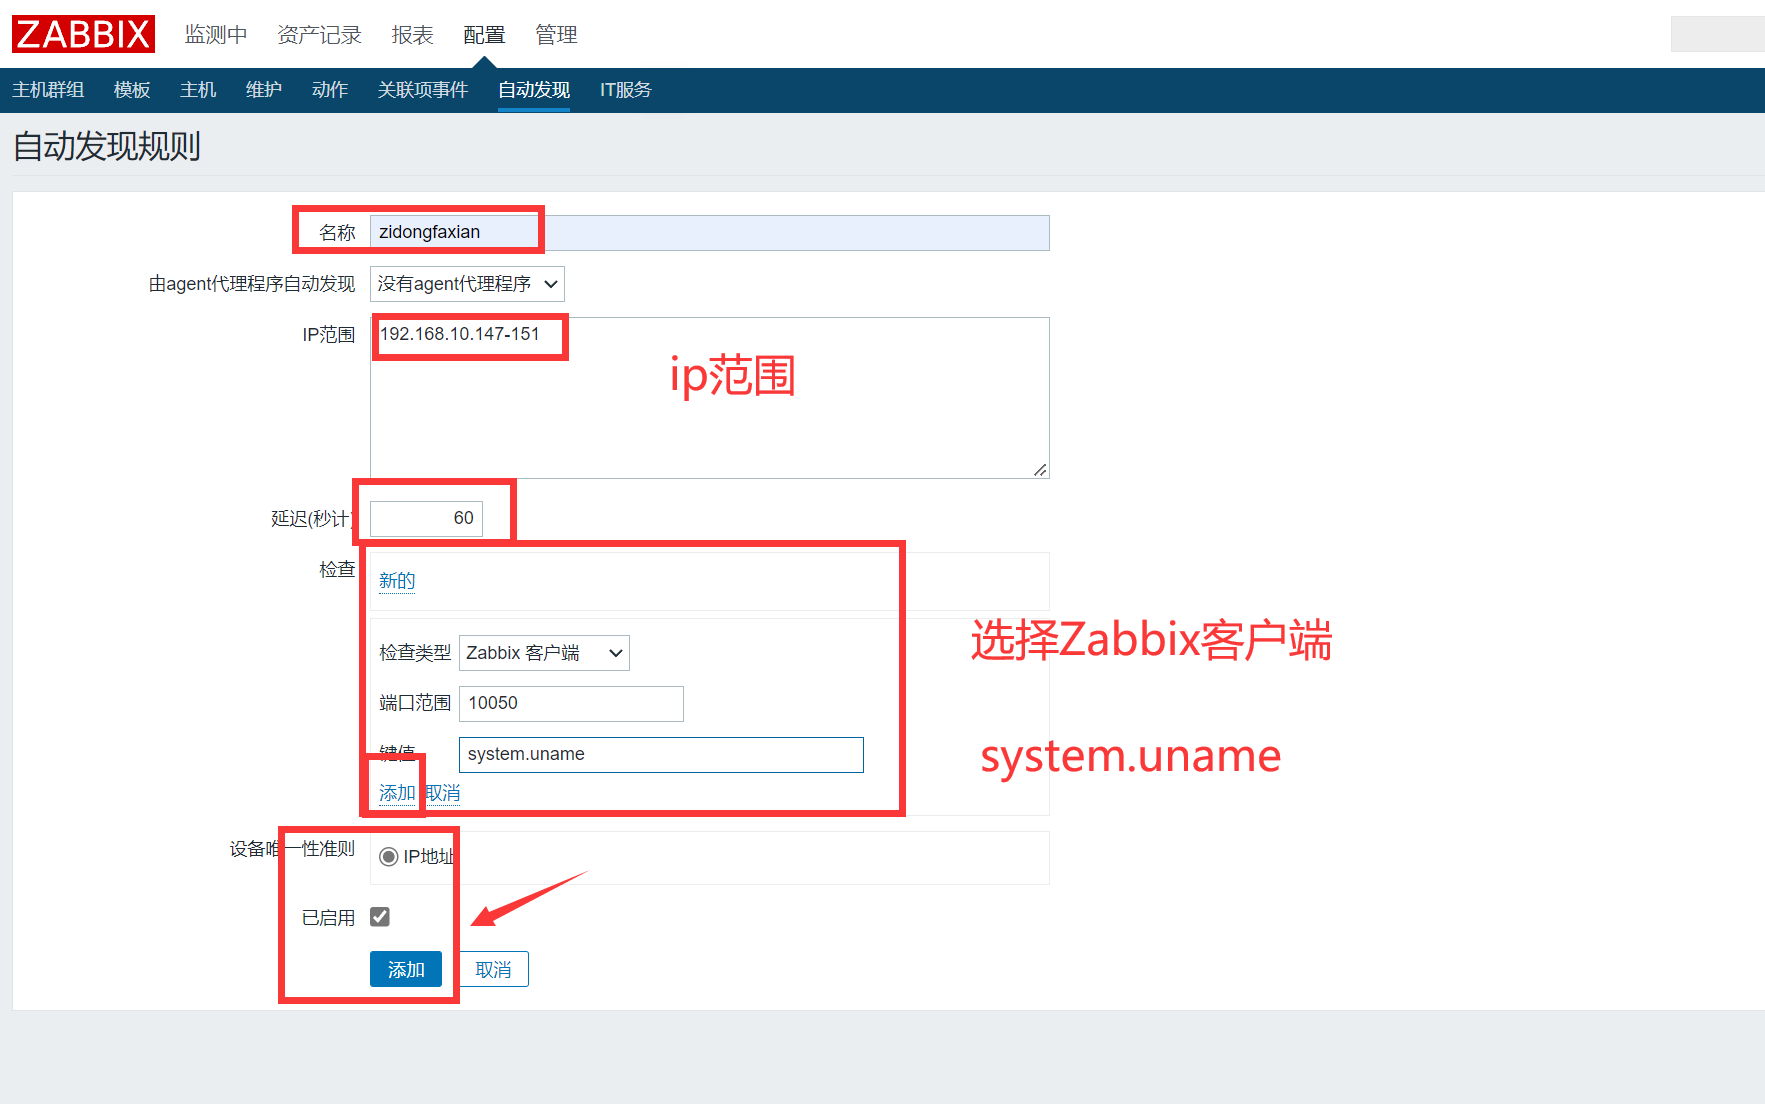 ZABBIX 监测中 资产记录 报表 配置 管理
主机群组 模板 主机 维护 动作 关联项事件 自动发现 IT服务
自动发现规则
名称 zidongfaxian
由agent代理程序自动发现 没有agent代理程序
IP范围 192.168.10.147-151
ip范围
延迟(秒计) 60
检查 新的
检查类型 Zabbix 客户端
选择Zabbix客户端
端口范围 10050
键值 system.uname
system.uname
添加 取消
设备唯一性准则 IP地址
已启用
添加 取消